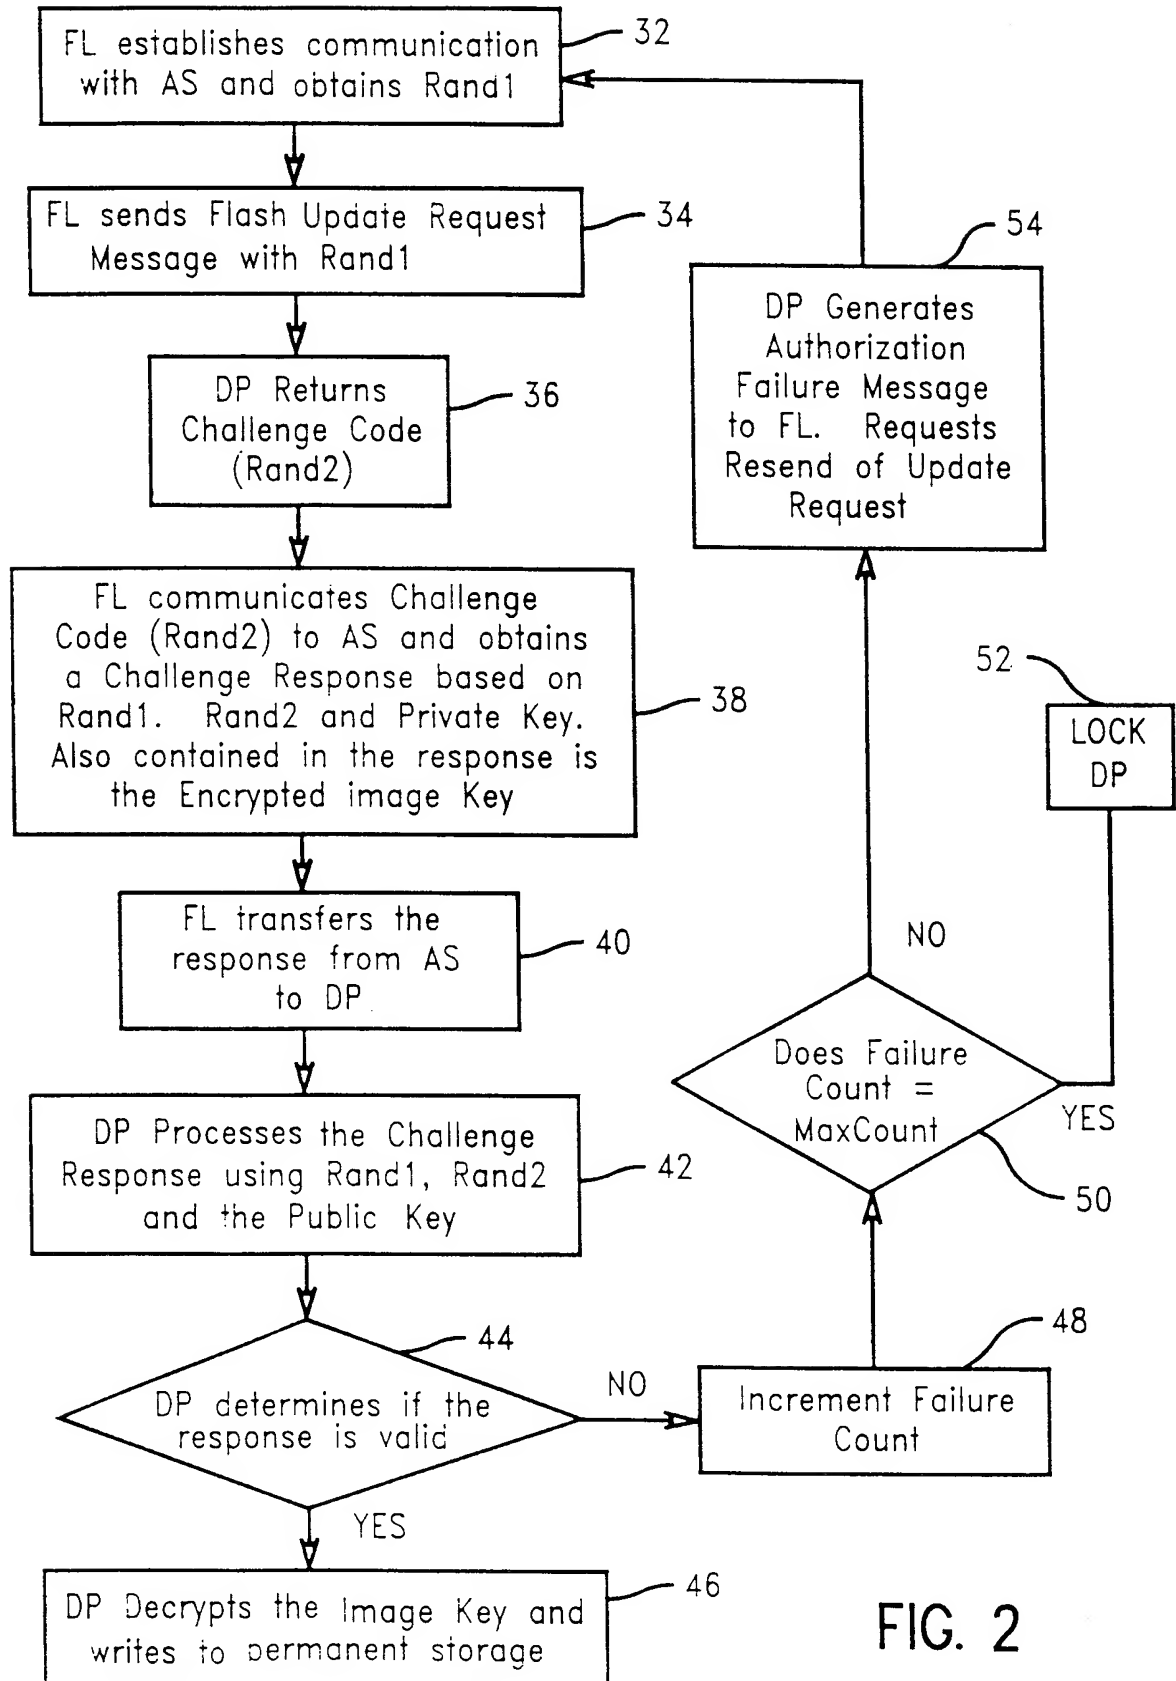 FL establishes communication
with AS and obtains Rand1
32
FL sends Flash Update Request
Message with Rand1
34
DP Returns
Challenge Code
(Rand2)
36
FL communicates Challenge
Code (Rand2) to AS and obtains
a Challenge Response based on
Rand1. Rand2 and Private Key.
Also contained in the response is
the Encrypted image Key
38
FL transfers the
response from AS
to DP
40
DP Processes the Challenge
Response using Rand1, Rand2
and the Public Key
42
DP determines if the
response is valid
44
NO
YES
DP Decrypts the Image Key and
writes to permanent storage
46
Increment Failure
Count
48
Does Failure
Count =
MaxCount
50
NO
YES
LOCK
DP
52
DP Generates
Authorization
Failure Message
to FL. Requests
Resend of Update
Request
54
FIG. 2